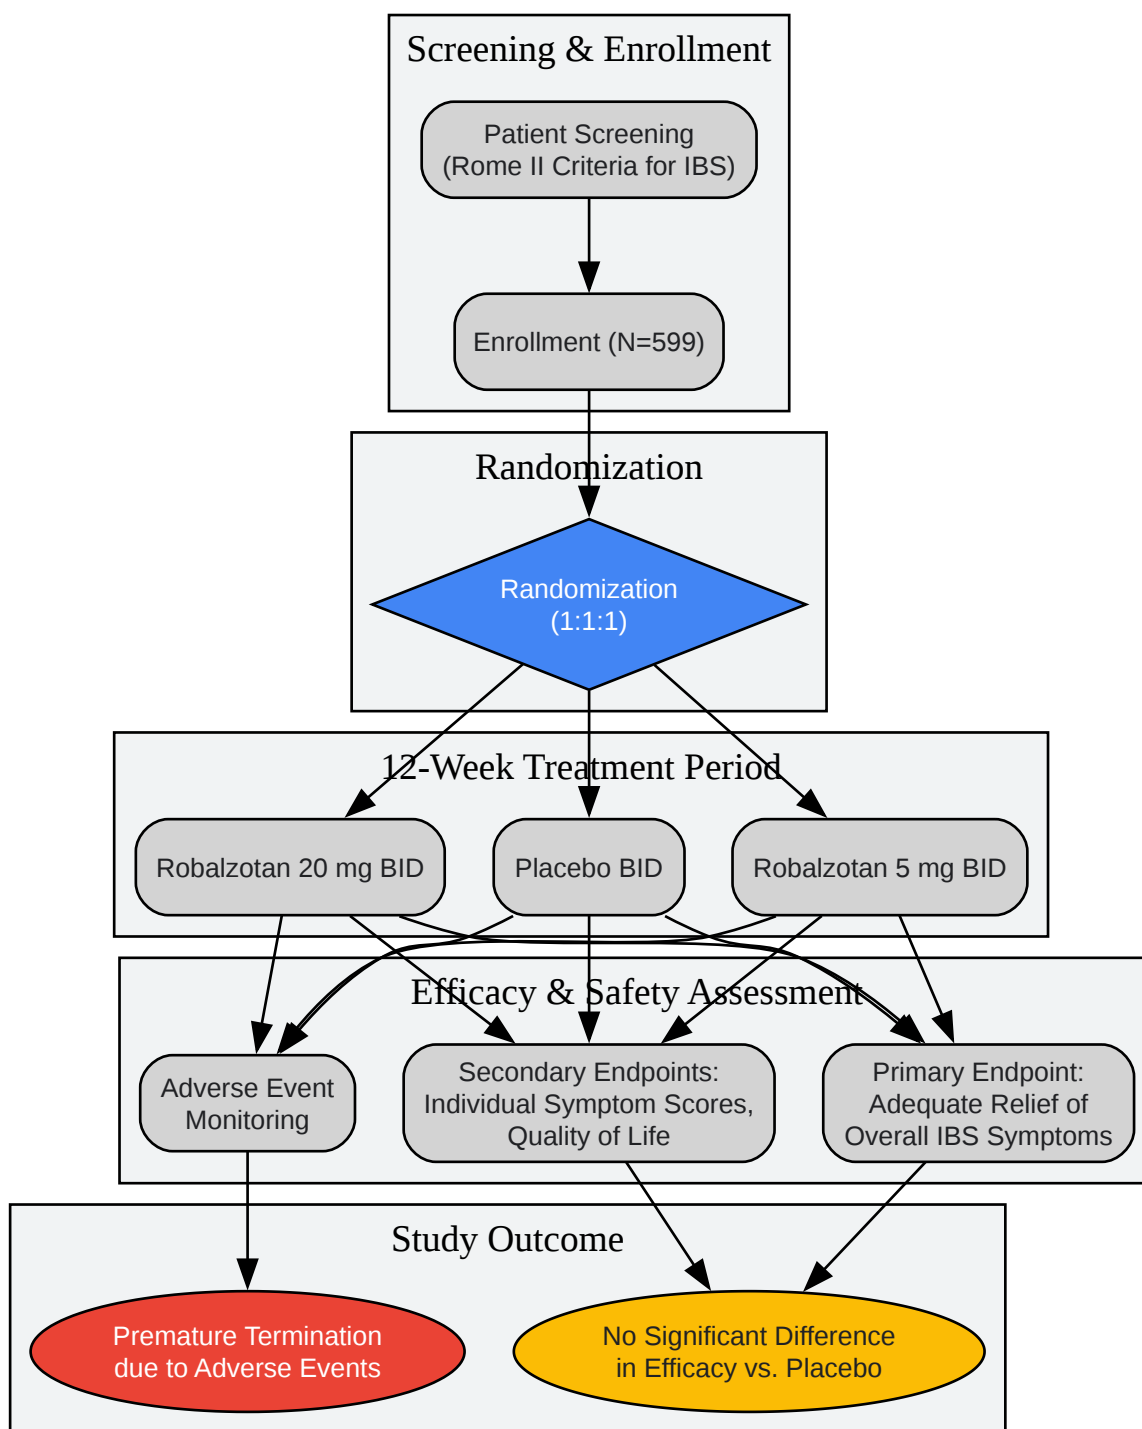 Screening & Enrollment
Patient Screening
(Rome II Criteria for IBS)
Enrollment (N=599)
Randomization
Randomization
(1:1:1)
12-Week Treatment Period
Robalzotan 20 mg BID
Placebo BID
Robalzotan 5 mg BID
Efficacy & Safety Assessment
Adverse Event
Monitoring
Secondary Endpoints:
Individual Symptom Scores,
Quality of Life
Primary Endpoint:
Adequate Relief of
Overall IBS Symptoms
Study Outcome
Premature Termination
due to Adverse Events
No Significant Difference
in Efficacy vs. Placebo